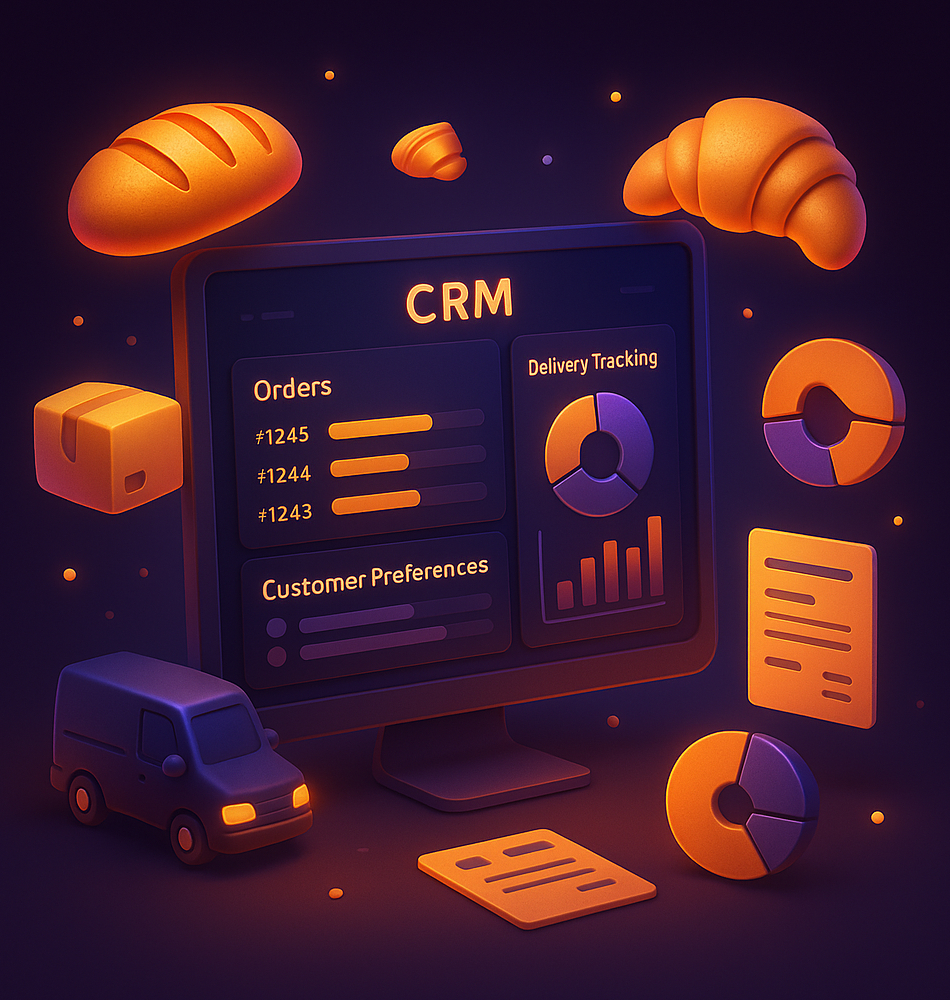 CRM
Orders
#1245
#1244
#1243
Customer Preferences
Delivery Tracking